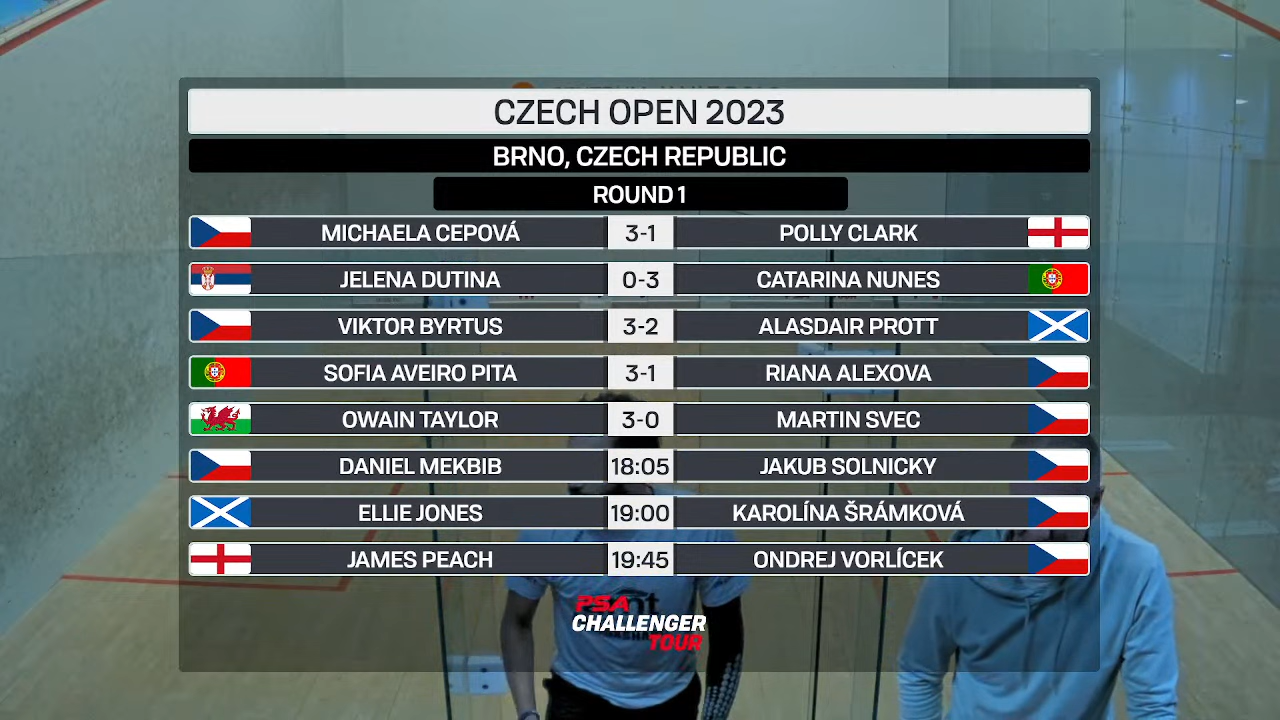 CZECH OPEN 2023
BRNO, CZECH REPUBLIC
ROUND 1
MICHAELA CEPOVÁ 3-1 POLLY CLARK
JELENA DUTINA 0-3 CATARINA NUNES
VIKTOR BYRTUS 3-2 ALASDAIR PROTT
SOFIA AVEIRO PITA 3-1 RIANA ALEXOVA
OWAIN TAYLOR 3-0 MARTIN SVEC
DANIEL MEKBIB 18:05 JAKUB SOLNICKY
ELLIE JONES 19:00 KAROLÍNA ŠRÁMKOVÁ
JAMES PEACH 19:45 ONDREJ VORLÍCEK
PSA
CHALLENGER
TOUR